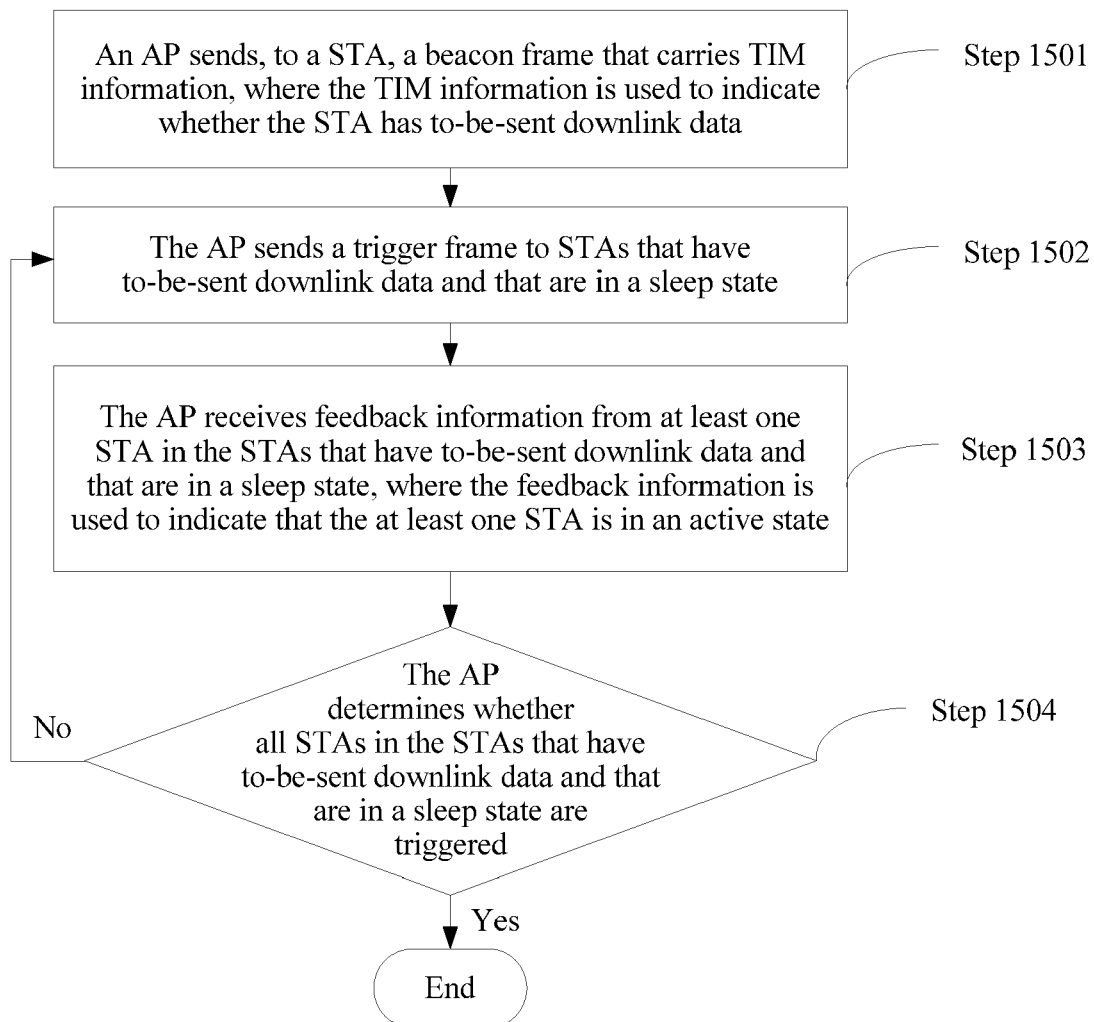 An AP sends, to a STA, a beacon frame that carries TIM
information, where the TIM information is used to indicate
whether the STA has to-be-sent downlink data
Step 1501
The AP sends a trigger frame to STAs that have
to-be-sent downlink data and that are in a sleep state
Step 1502
The AP receives feedback information from at least one
STA in the STAs that have to-be-sent downlink data and
that are in a sleep state, where the feedback information is
used to indicate that the at least one STA is in an active state
Step 1503
The AP
determines whether
all STAs in the STAs that have
to-be-sent downlink data and that
are in a sleep state are
triggered
Step 1504
No
Yes
End